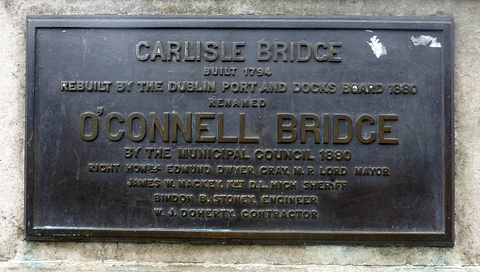 CARLISLE BRIDGE
BUILT 1794
REBUILT BY THE DUBLIN PORT AND DOCKS BOARD 1880
RENAMED
O'CONNELL BRIDGE
BY THE MUNICIPAL COUNCIL 1880
RIGHT HONBLE EDMUND DWYER GRAY. M.P. LORD MAYOR
JAMES W. MACKEY, KNT D.L. HIGH SHERIFF
BINDON B. STONEY, ENGINEER
W. J. DOHERTY, CONTRACTOR